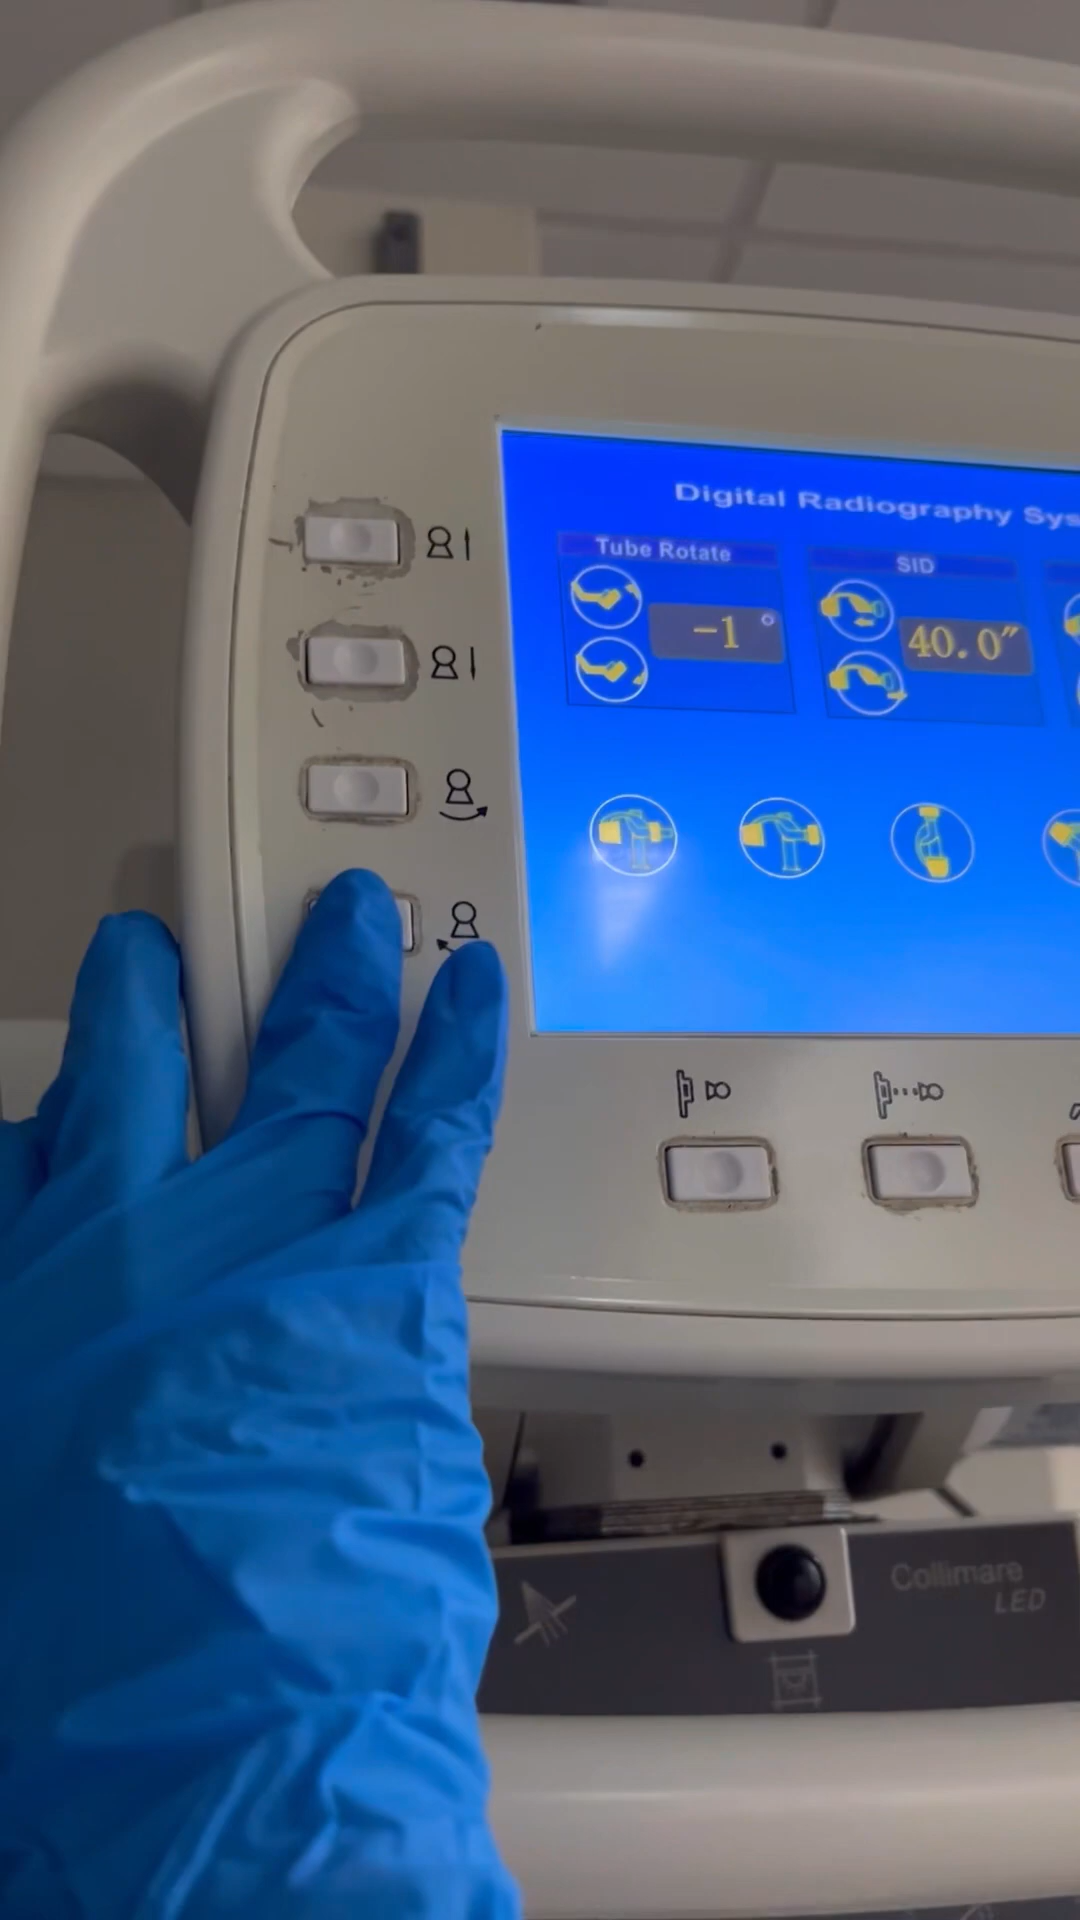 Digital Radiography Sys
Tube Rotate
SID
-1°
40.0"
Collimare
LED